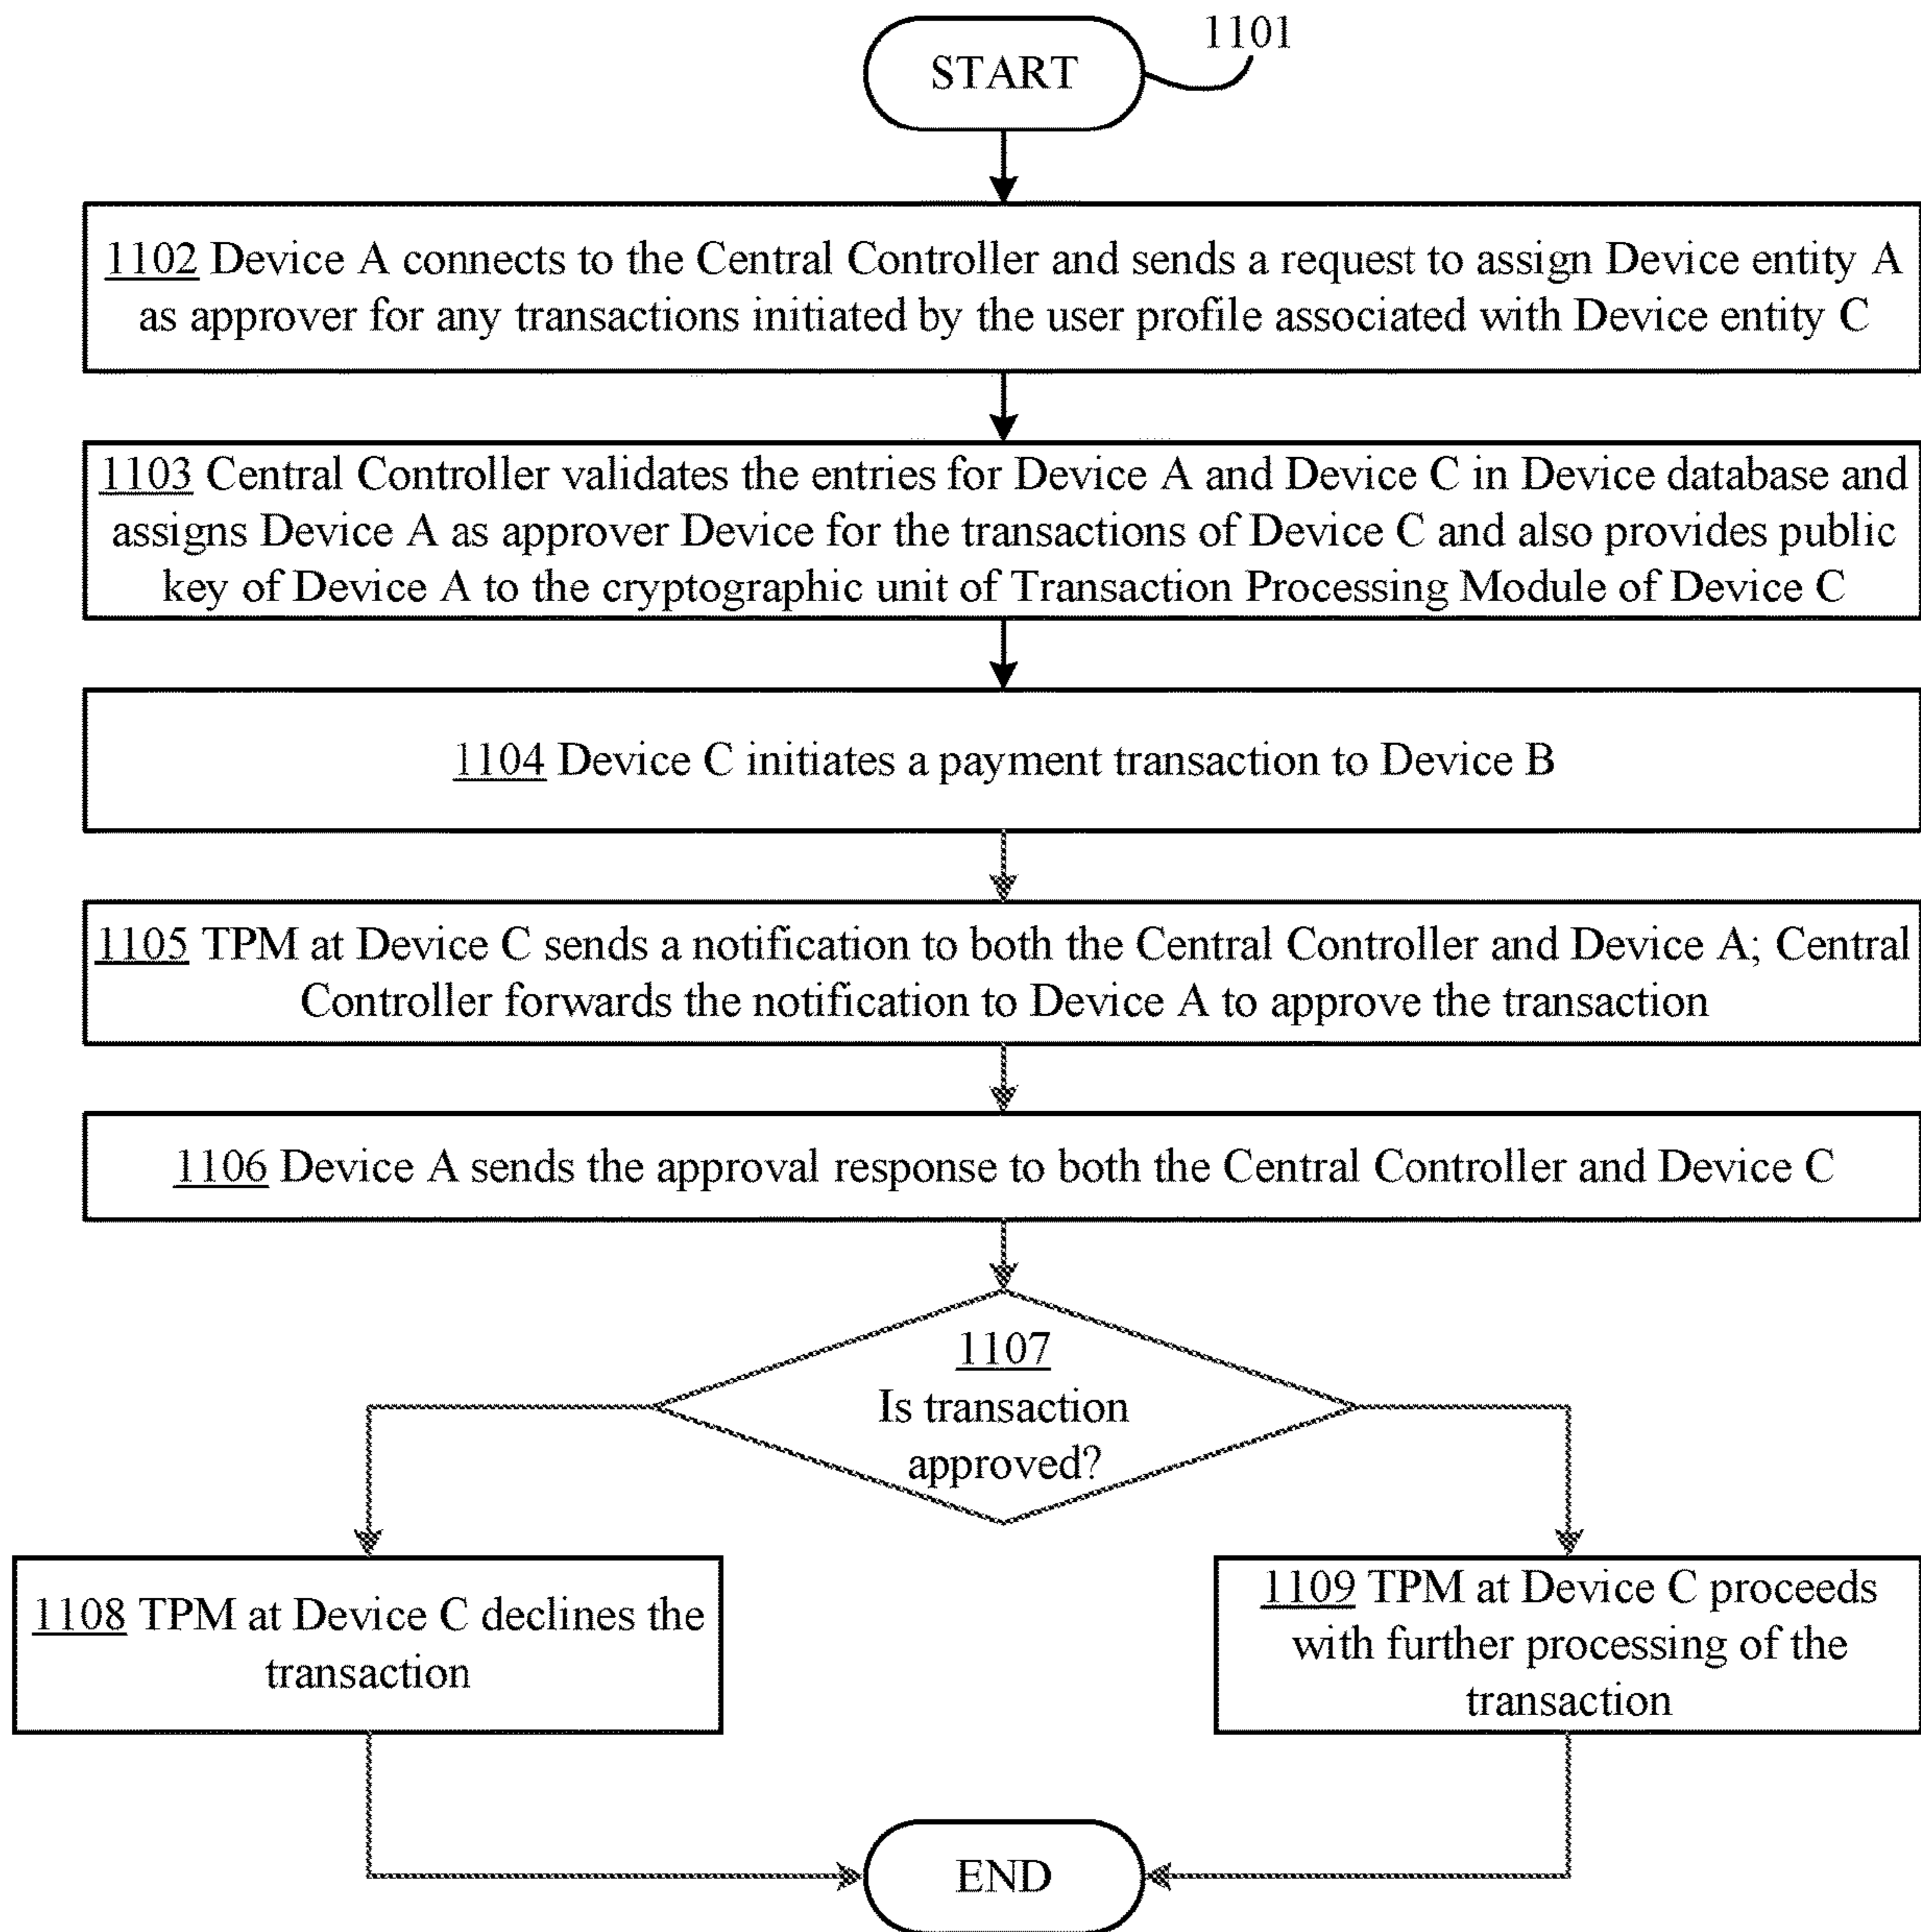 1101
START
1102 Device A connects to the Central Controller and sends a request to assign Device entity A
as approver for any transactions initiated by the user profile associated with Device entity C
1103 Central Controller validates the entries for Device A and Device C in Device database and
assigns Device A as approver Device for the transactions of Device C and also provides public
key of Device A to the cryptographic unit of Transaction Processing Module of Device C
1104 Device C initiates a payment transaction to Device B
1105 TPM at Device C sends a notification to both the Central Controller and Device A; Central
Controller forwards the notification to Device A to approve the transaction
1106 Device A sends the approval response to both the Central Controller and Device C
1107
Is transaction
approved?
1108 TPM at Device C declines the
transaction
1109 TPM at Device C proceeds
with further processing of the
transaction
END